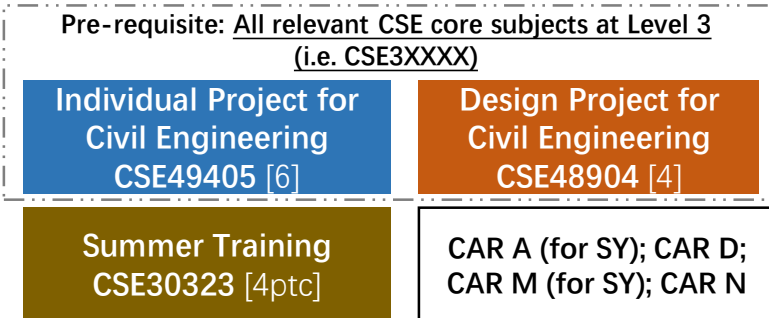 Pre-requisite: All relevant CSE core subjects at Level 3
(i.e. CSE3XXXX)
Individual Project for
Civil Engineering
CSE49405 [6]
Design Project for
Civil Engineering
CSE48904 [4]
Summer Training
CSE30323 [4ptc]
CAR A (for SY); CAR D;
CAR M (for SY); CAR N